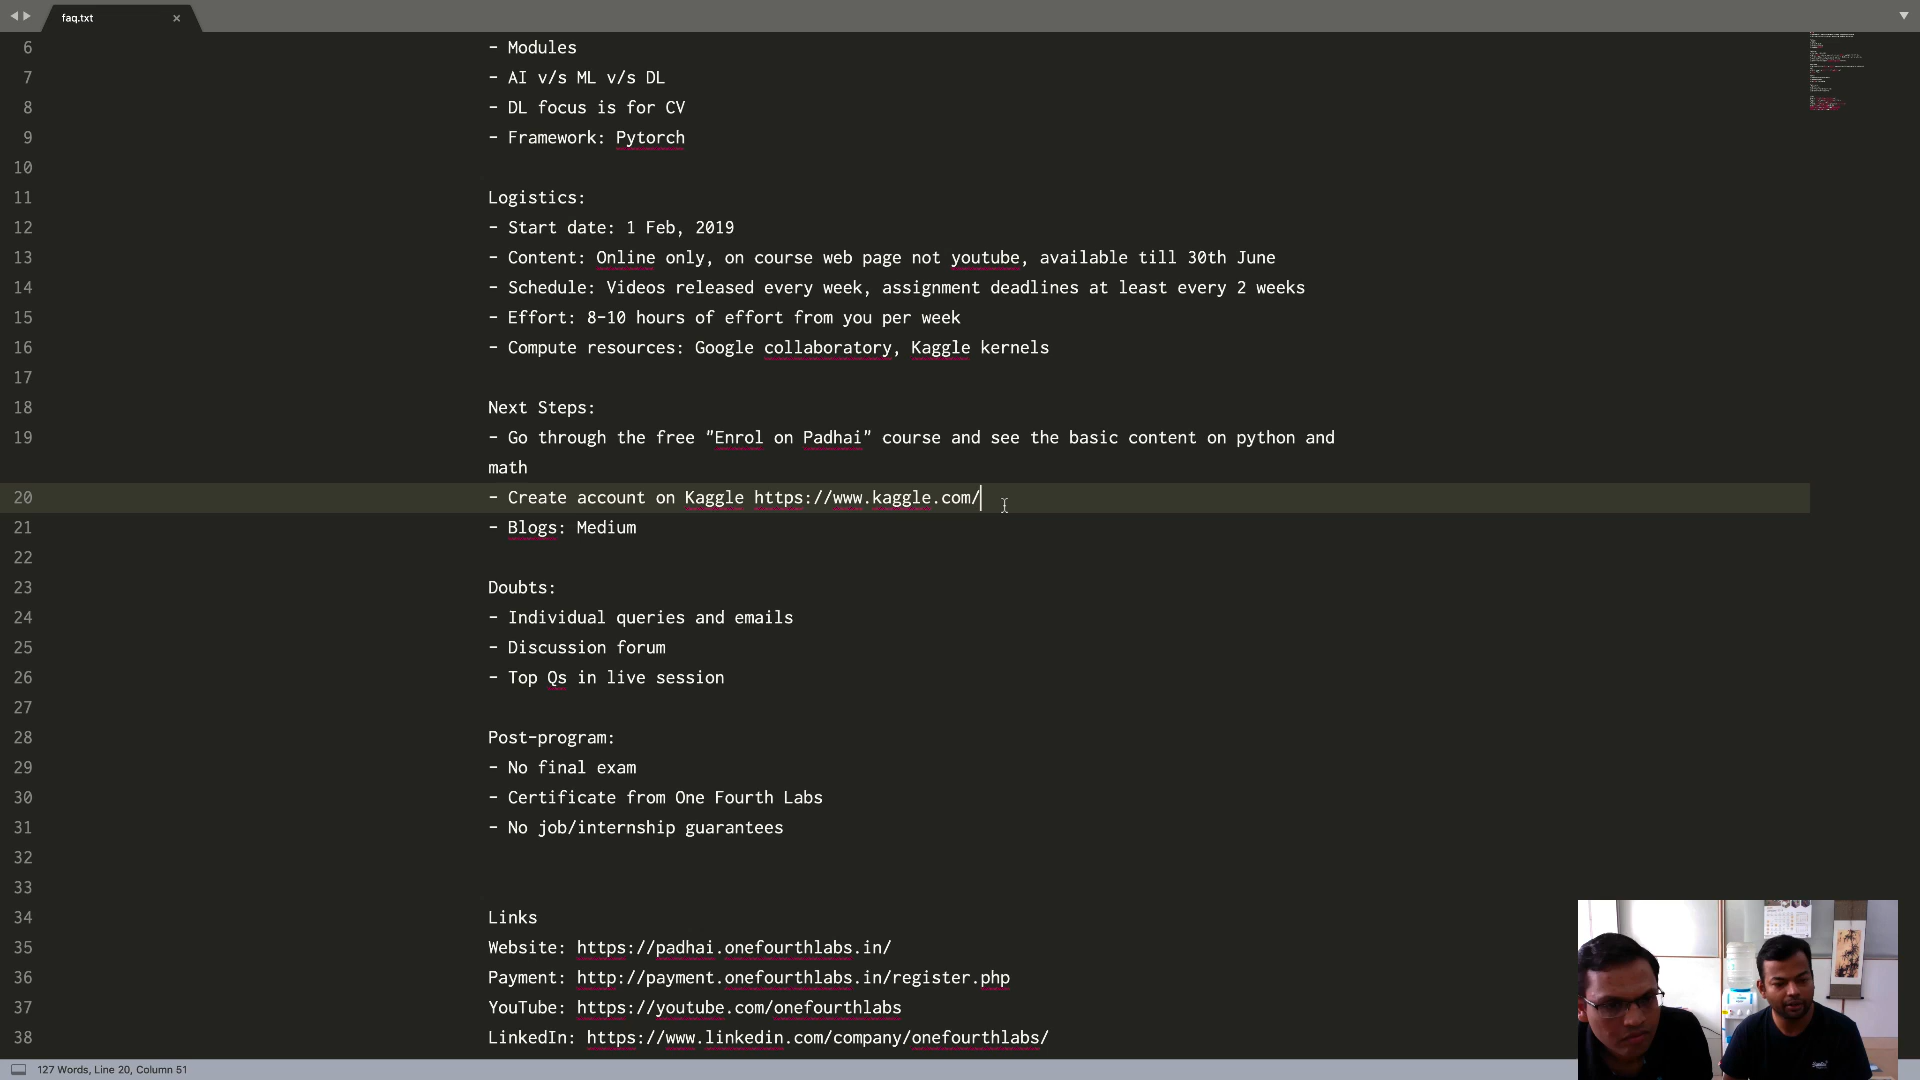 faq.txt
6 - Modules
7 - AI v/s ML v/s DL
8 - DL focus is for CV
9 - Framework: Pytorch
10
11 Logistics:
12 - Start date: 1 Feb, 2019
13 - Content: Online only, on course web page not youtube, available till 30th June
14 - Schedule: Videos released every week, assignment deadlines at least every 2 weeks
15 - Effort: 8-10 hours of effort from you per week
16 - Compute resources: Google collaboratory, Kaggle kernels
17
18 Next Steps:
19 - Go through the free "Enrol on Padhai" course and see the basic content on python and
math
20 - Create account on Kaggle https://www.kaggle.com/
21 - Blogs: Medium
22
23 Doubts:
24 - Individual queries and emails
25 - Discussion forum
26 - Top Qs in live session
27
28 Post-program:
29 - No final exam
30 - Certificate from One Fourth Labs
31 - No job/internship guarantees
32
33
34 Links
35 Website: https://padhai.onefourthlabs.in/
36 Payment: http://payment.onefourthlabs.in/register.php
37 YouTube: https://youtube.com/onefourthlabs
38 LinkedIn: https://www.linkedin.com/company/onefourthlabs/
127 Words, Line 20, Column 51